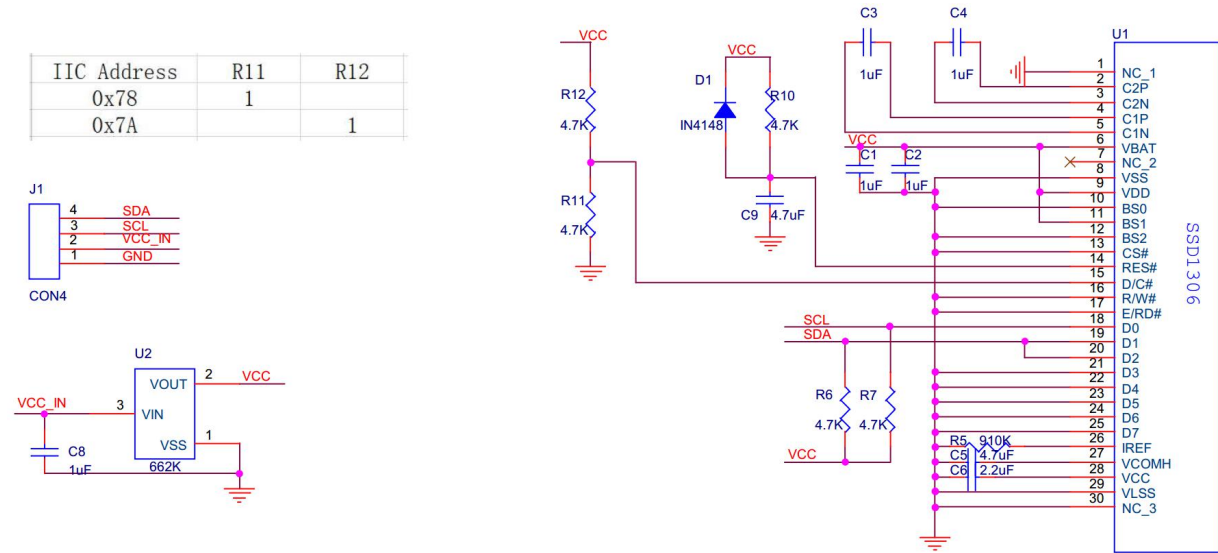 IIC Address R11 R12
0x78 1
0x7A 1
J1
4 SDA
3 SCL
2 VCC_IN
1 GND
CON4
U2
VOUT 2 VCC
VCC_IN 3 VIN
VSS 1
C8
1uF
662K
VCC
R12
4.7K
R11
4.7K
VCC
D1
R10
IN4148
4.7K
C9 4.7uF
C3
1uF
C4
1uF
VCC
C1
1uF
C2
1uF
SCL
SDA
R6
4.7K
R7
4.7K
VCC
R5 910K
C5 4.7uF
C6 2.2uF
U1
1 NC_1
2 C2P
3 C2N
4 C1P
5 C1N
6 VBAT
7 NC_2
8 VSS
9 VDD
10 BS0
11 BS1
12 BS2
13 CS#
14 RES#
15 D/C#
16 R/W#
17 E/RD#
18 D0
19 D1
20 D2
21 D3
22 D4
23 D5
24 D6
25 D7
26 IREF
27 VCOMH
28 VCC
29 VLSS
30 NC_3
SSD1306